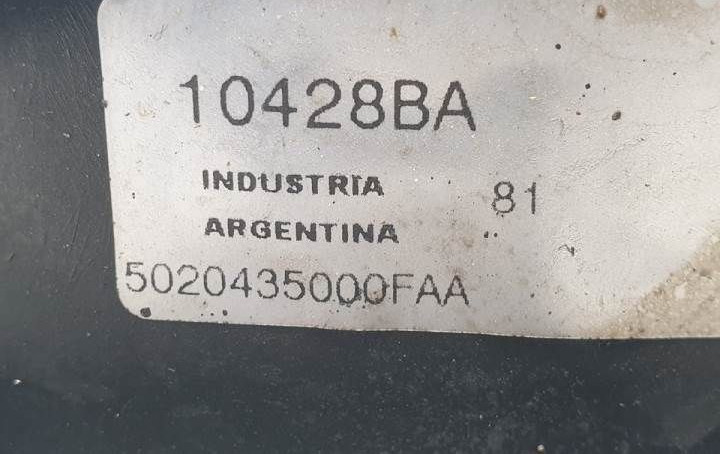 10428BA
INDUSTRIA
81
ARGENTINA
5020435000FAA